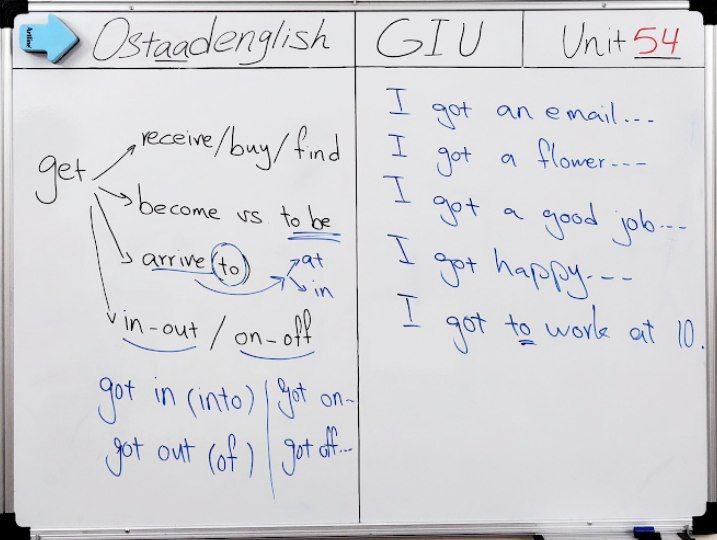 Artline
Ostaadenglish
GIU
Unit 54
get
receive/buy/find
become vs to be
arrive (to)
at
in
in-out / on-off
got in (into) | got on-
got out (of) | got off...
I got an email...
I got a flower---
I got a good job---
I got happy---
I got to work at 10.